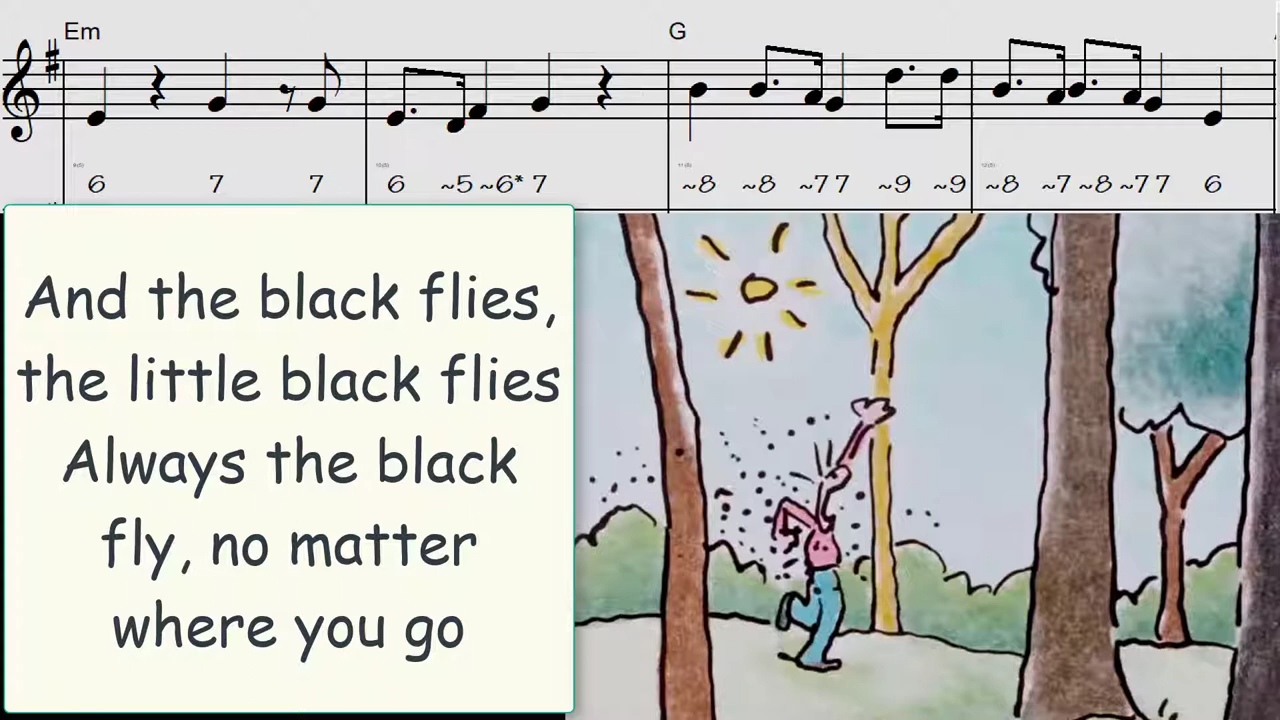 Em G
6 7 7 6 ~5 ~6* 7 ~8 ~8 ~7 7 ~9 ~9 ~8 ~7 ~8 ~7 7 6
And the black flies,
the little black flies
Always the black
fly, no matter
where you go